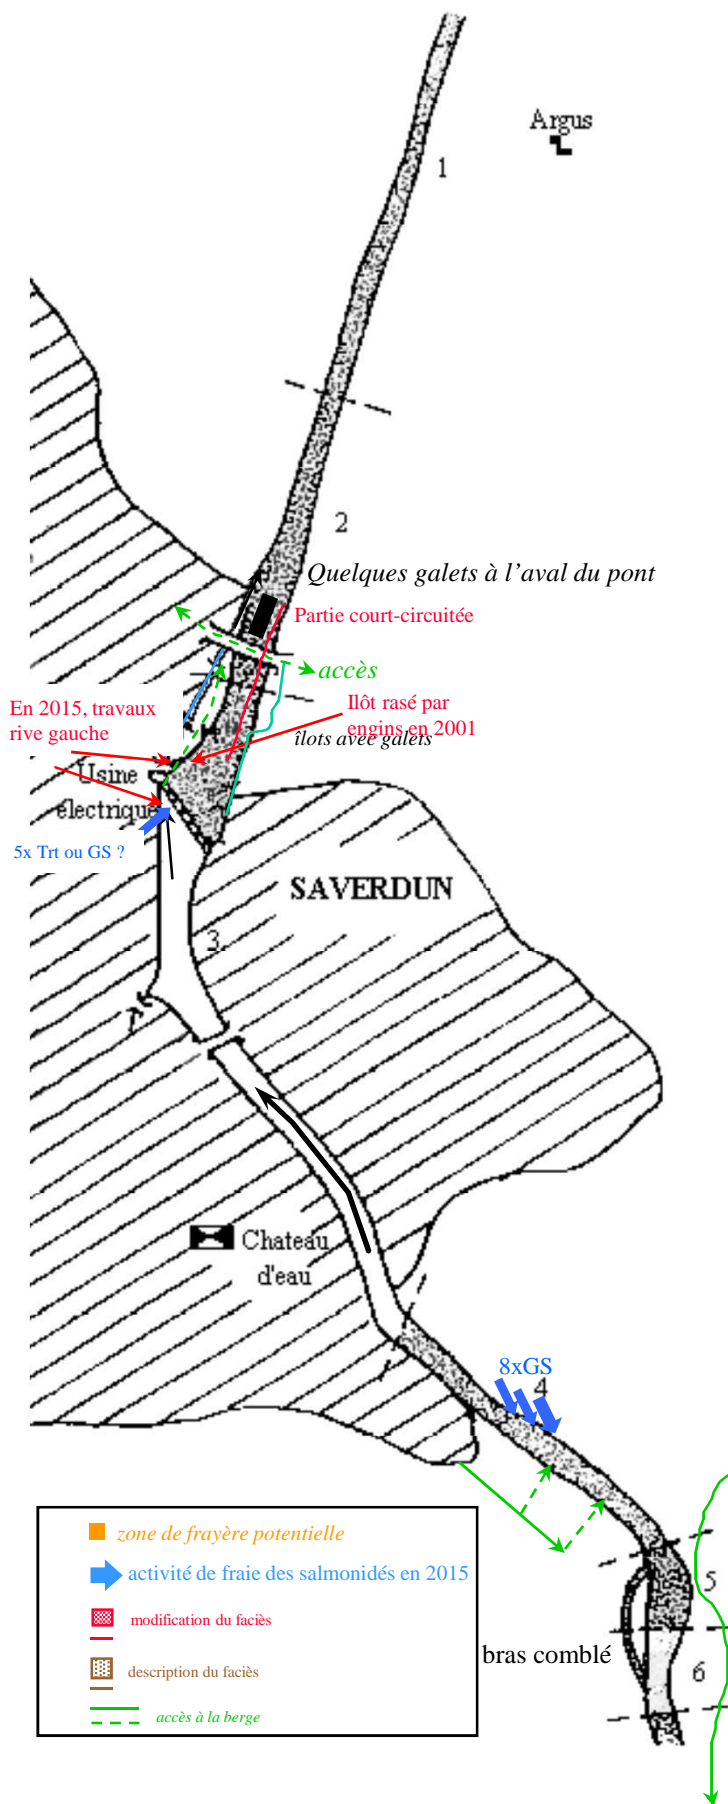 Argus
1
2
Quelques galets à l'aval du pont
Partie court-circuitée
accès
En 2015, travaux
rive gauche
Ilôt rasé par
engins en 2001
îlots avec galets
Usine
électrique
5x Trt ou GS ?
SAVERDUN
3
Chateau
d'eau
8xGS
4
5
bras comblé
6
zone de frayère potentielle
activité de fraie des salmonidés en 2015
modification du faciès
description du faciès
accès à la berge